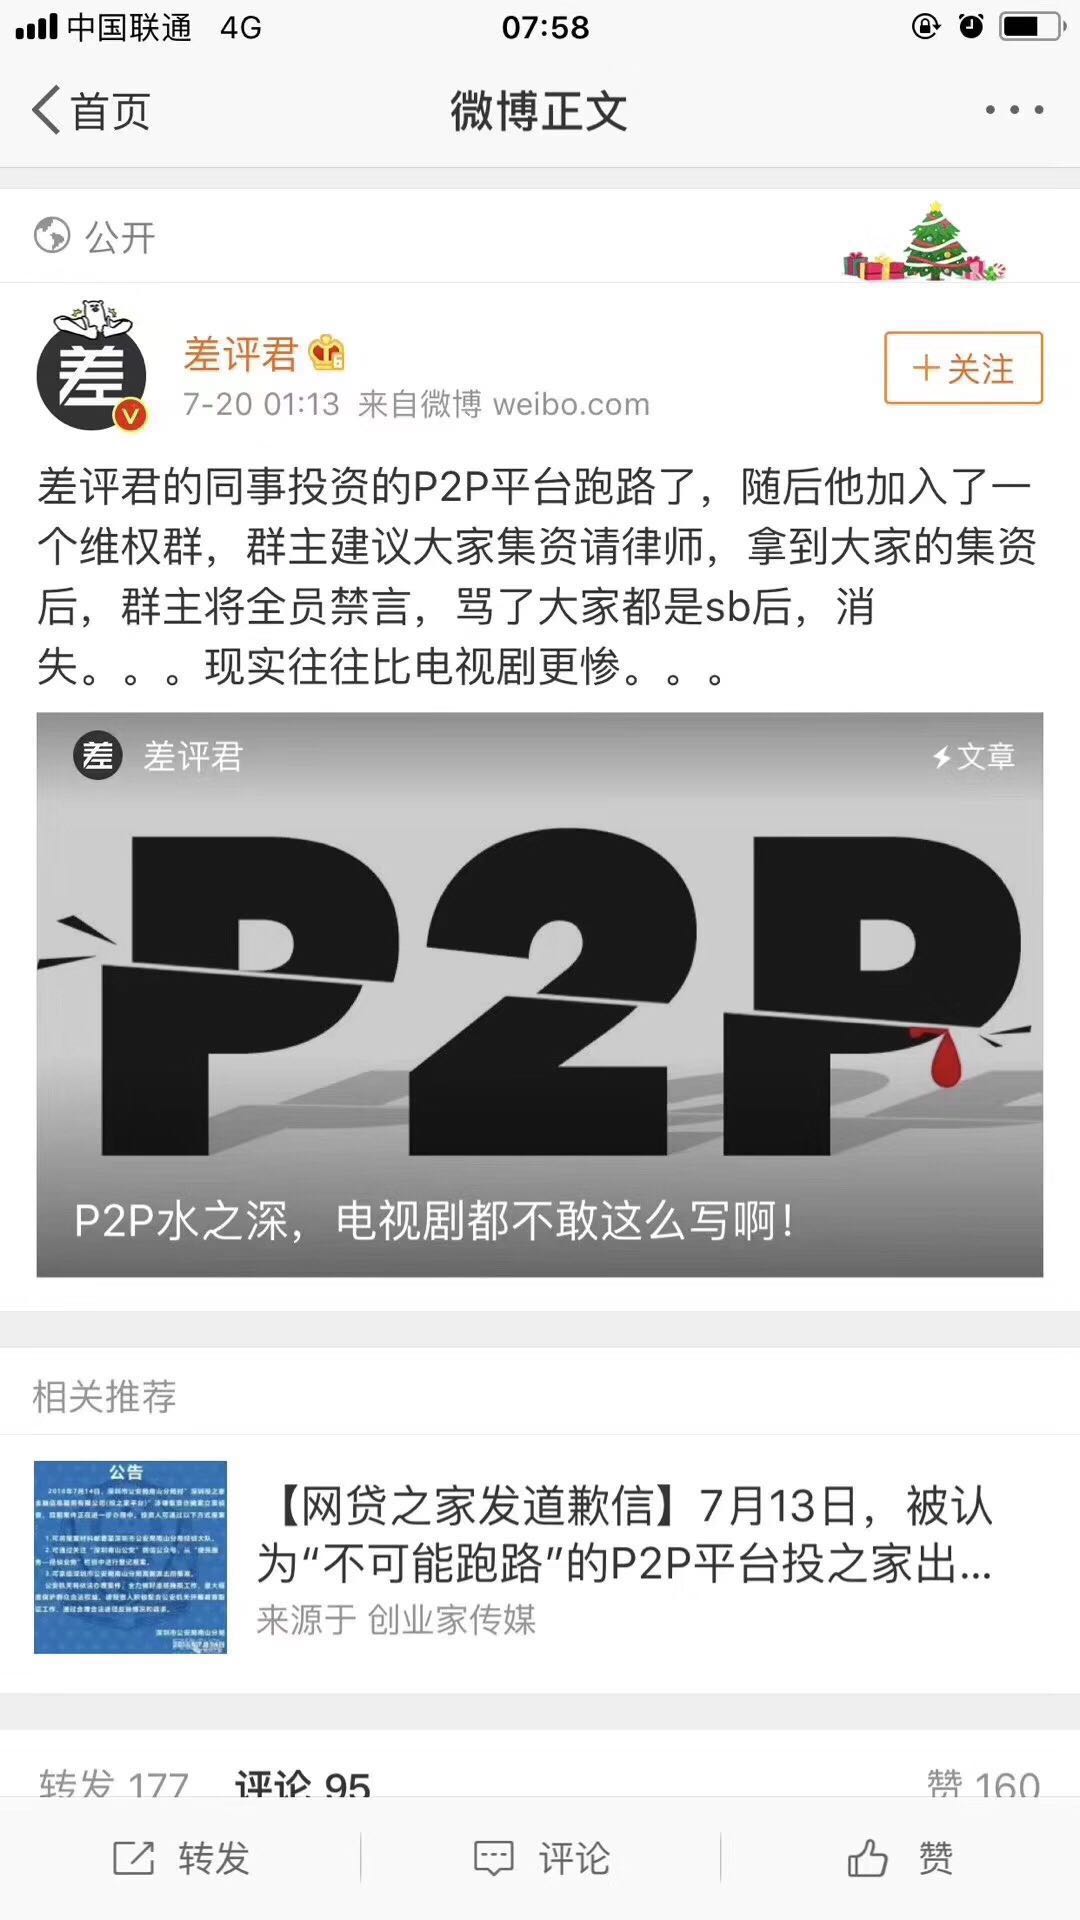 中国联通 4G 07:58
首页 微博正文
公开
差 差评君
+关注
7-20 01:13 来自微博 weibo.com
差评君的同事投资的P2P平台跑路了，随后他加入了一
个维权群，群主建议大家集资请律师，拿到大家的集资
后，群主将全员禁言，骂了大家都是sb后，消
失。。。现实往往比电视剧更惨。。。
差 差评君 文章
P2P
P2P水之深，电视剧都不敢这么写啊！
相关推荐
公告
【网贷之家发道歉信】7月13日，被认
为“不可能跑路”的P2P平台投之家出...
来源于 创业家传媒
转发 177 评论 95 赞 160
转发 评论 赞